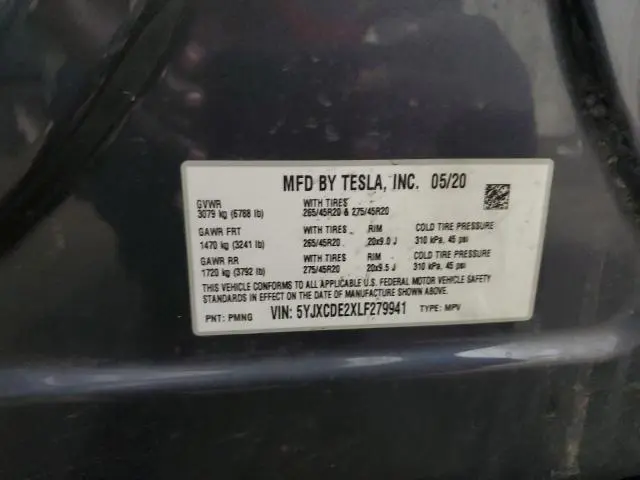 MFD BY TESLA, INC. 05/20
GVWR WITH TIRES
3079 kg (6788 lb) 265/45R20 & 275/45R20
GAWR FRT WITH TIRES RIM COLD TIRE PRESSURE
1470 kg (3241 lb) 265/45R20 20x9.0 J 310 kPa, 45 psi
GAWR RR WITH TIRES RIM COLD TIRE PRESSURE
1720 kg (3792 lb) 275/45R20 20x9.5 J 310 kPa, 45 psi
THIS VEHICLE CONFORMS TO ALL APPLICABLE U.S. FEDERAL MOTOR VEHICLE SAFETY
STANDARDS IN EFFECT ON THE DATE OF MANUFACTURE SHOWN ABOVE.
PNT: PMNG VIN: 5YJXCDE2XLF279941 TYPE: MPV